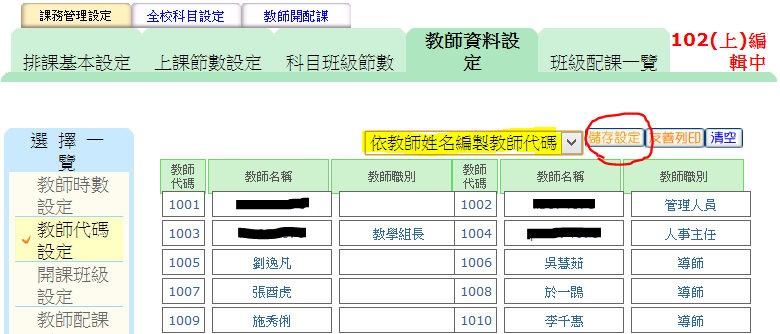 課務管理設定 全校科目設定 教師開配課
排課基本設定 上課節數設定 科目班級節數 教師資料設定 班級配課一覽 102(上)編輯中
選擇一覽
教師時數設定
教師代碼設定
開課班級設定
教師配課
依教師姓名編製教師代碼 儲存設定 友善列印 清空
教師代碼 教師名稱 教師職別 教師代碼 教師名稱 教師職別
1001 1002 管理人員
1003 教學組長 1004 人事主任
1005 劉逸凡 1006 吳慧茹 導師
1007 張酉虎 1008 於一鵲 導師
1009 施秀俐 1010 李千惠 導師